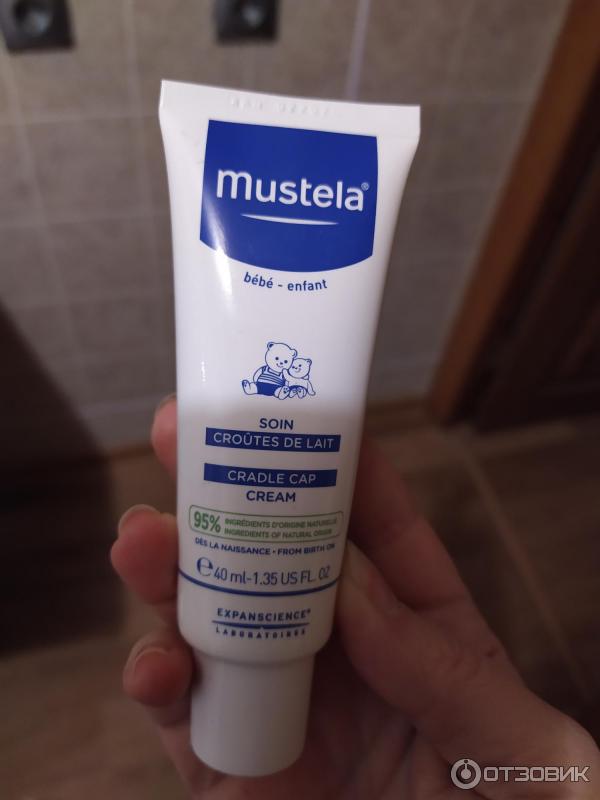 mustela®
bébé - enfant
SOIN
CROÛTES DE LAIT
CRADLE CAP
CREAM
95% INGRÉDIENTS D'ORIGINE NATURELLE
INGREDIENTS OF NATURAL ORIGIN
DÈS LA NAISSANCE • FROM BIRTH ON
℮ 40 ml-1.35 US FL. OZ
EXPANSCIENCE®
LABORATOIRES
ОТЗОВИК